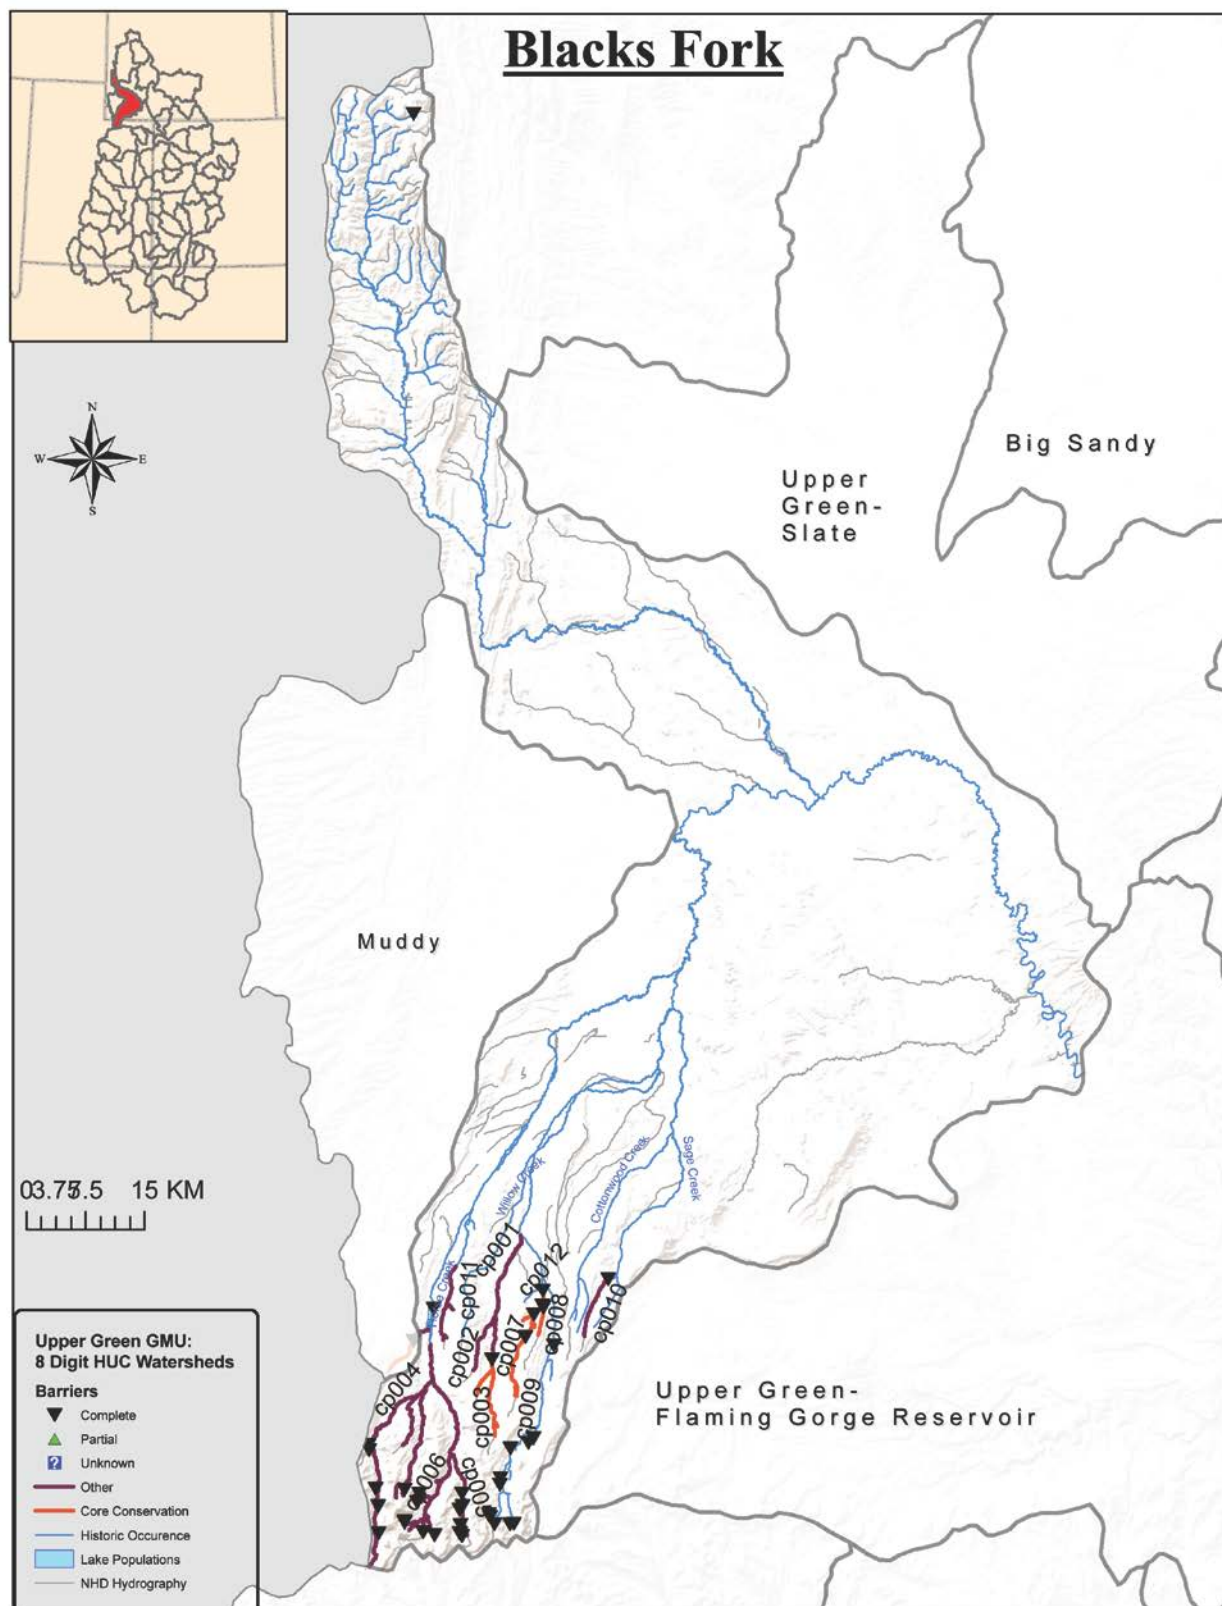 Blacks Fork
N
W
E
S
Big Sandy
Upper
Green-
Slate
Muddy
Willow Creek
Cottonwood Creek
Sage Creek
03.757.5 15 KM
cp001
cp012
cp011
Creek
cp008
cp010
cp007
cp002
cp004
cp003
cp009
Upper Green-
Flaming Gorge Reservoir
Upper Green GMU:
8 Digit HUC Watersheds
Barriers
Complete
Partial
? Unknown
Other
Core Conservation
Historic Occurence
Lake Populations
NHD Hydrography